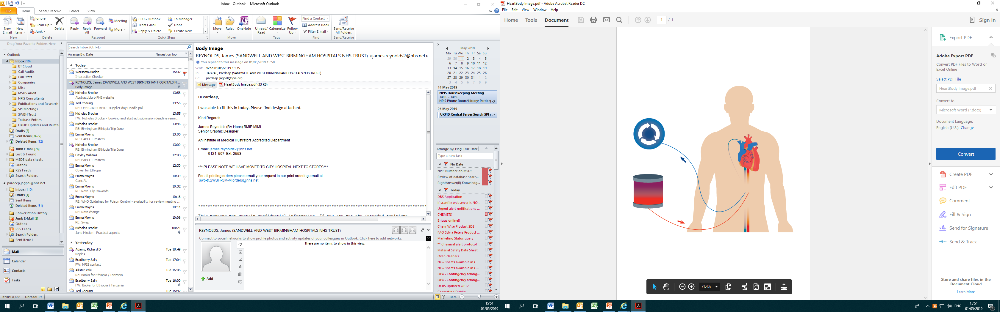 Inbox - Outlook - Microsoft Outlook
File Home Send / Receive Folder View
Ignore
Clean Up
Junk
Delete
New E-mail
New Items
Reply
Reply All
Forward
Meeting
More
CPD - Outlook
Team E-mail
Reply & Delete
To Manager
Done
Create New
Move
Rules
OneNote
Unread/ Read
Categorize
Follow Up
Find a Contact
Address Book
Filter E-mail
Send/Receive All Folders
New Delete Respond Quick Steps Move Tags Find Send/Receive
Drag Your Favorite Folders Here
Outlook
Inbox (19)
BT Cloud
Call Audits
Call Stats
Companies
Misc
MSDS Audit
NPIS Consultants
Publications and Research
SPI Meetings
SWBH Trust
Toxbase Entries
UKPID Updates and Related
Drafts [7]
Sent Items [3677]
Deleted Items (12)
Junk E-mail [74]
Lost & Found
MSDS data sheets
Outbox
RSS Feeds
Search Folders
pardeep.jagpal@nhs.net
Inbox (110)
Drafts [1]
Sent Items
Deleted Items (61)
Conversation History
Junk E-Mail [2]
Outbox
RSS Feeds
Search Folders
Sent Items1
Mail
Calendar
Contacts
Tasks
Items: 8,466 Unread: 19
Search Inbox (Ctrl+E)
Arrange By: Date Newest on top
Today
Warsama.Hodan 15:37
Interaction Checker
REYNOLDS, James (SANDWELL AND WEST BIRMINGHAM HOSPITALS N...
Body Image
Nicholas Brooke 13:58
Abstract blurb PHE website
Ted Cheung 13:56
RE: OFFICIAL: UKPID - supplier day Doodle poll
Nicholas Brooke 13:55
FW: Nicholas Brooke - booking and abstract submission deadline remin...
Nicholas Brooke 13:46
RE: Birmingham Ethiopia Trip June
Emma Moyns 13:05
RE: EAPCCT Posters
Nicholas Brooke 13:00
RE: Birmingham Ethiopia Trip June
Hayley Williams 12:43
RE: EAPCCT Posters
Emma Moyns 12:30
Cover for Ethiopa
Emma Moyns 10:39
Canc AL
Emma Moyns 10:32
RE: Rota July Onwards
Emma Moyns 10:16
RE: WHO Guidelines for Poison Control - availability for review meeting ...
Emma Moyns 10:11
RE: Rota change
Emma Moyns 10:06
RE: Swap
Nicholas Brooke 08:21
June Mission - Practical aspects
Yesterday
Adams, Richard D Tue 18:49
Naples
Bradberry Sally Tue 17:04
FW: NPIS contact
Allister Vale Tue 16:46
Re: Books for Ethiopia / Tanzania
Bradberry Sally Tue 16:00
FW: Books for Ethiopia / Tanzania
Ted Cheung Tue 15:47
Body Image
REYNOLDS, James (SANDWELL AND WEST BIRMINGHAM HOSPITALS NHS TRUST) <james.reynolds2@nhs.net>
You replied to this message on 01/05/2019 15:50.
Sent: Wed 01/05/2019 15:35
To: JAGPAL, Pardeep (SANDWELL AND WEST BIRMINGHAM HOSPITALS NHS TRUST)
Cc: pardeep.jagpal@npis.org
Message HeartBody Image.pdf (33 KB)
Hi Pardeep,
I was able to fit this in today. Please find design attached.
Kind Regards
James Reynolds (BA Hons) RMIP MIMI
Senior Graphic Designer
An Institute of Medical Illustrators Accredited Department
Email: james.reynolds2@nhs.net
0121 507 Ext: 2553
*** PLEASE NOTE WE HAVE MOVED TO CITY HOSPITAL NEXT TO STORES***
For all printing orders please email your request to our print ordering email at
swb-tr.SWBH-GM-MIorders@nhs.net
This message may contain confidential information. If you are not the intended recipient
REYNOLDS, James (SANDWELL AND WEST BIRMINGHAM HOSPITALS NHS TRUST)
Connect to social networks to show profile photos and activity updates of your colleagues in Outlook. Click here to add networks.
There are no items to show in this view.
Add
May 2019
Mo Tu We Th Fr Sa Su
29 30 1 2 3 4 5
6 7 8 9 10 11 12
13 14 15 16 17 18 19
20 21 22 23 24 25 26
27 28 29 30 31 1 2
3 4 5 6 7 8 9
14 May 2019
NPIS Housekeeping Meeting
14:10 - 14:30
NPIS Phone Room/Library; Pardeep
24 May 2019
UKPID Central Server Search SPI r
Arrange By: Flag: Due Date
Type a new task
No Date
NPIS Number on MSDS
Review of database searc...
RightAnswer(R) Knowledg...
Today
DBS Application
if scanfile webserver is NO...
Urgent alert notifications ...
CHEMETS
Briggs online!!
Chem-Wise Product SDS
FAO Sylvia Peters Product ...
Marketing Status query
** Chemical alert protocol ...
Material Safety Data Sheet...
Oven cleaners
New sheets available in C...
New sheets available in C...
OP4 - Contingency arrang...
OP4 - Contingency arrang...
UKTIS updated OP12
Contacting Dublin
100%
15:51
01/05/2019
HeartBody Image.pdf - Adobe Acrobat Reader DC
File Edit View Window Help
Home Tools Document 1 / 1 Sign In
Export PDF
Adobe Export PDF
Convert PDF Files to Word or Excel Online
Select PDF File
HeartBody Image.pdf
Convert to
Microsoft Word (*.docx)
Document Language:
English (U.S.) Change
Convert
Create PDF
Edit PDF
Comment
Fill & Sign
Send for Signature
Send & Track
Store and share files in the
Document Cloud
Learn More
71.4%
ENG
15:51
01/05/2019
3